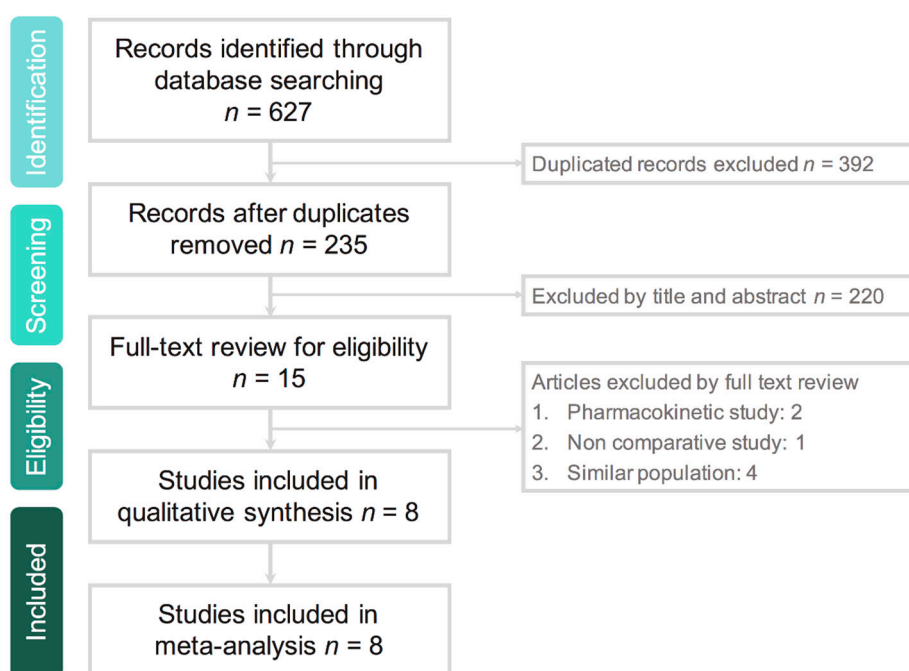 Identification
Records identified through
database searching
n = 627
Duplicated records excluded n = 392
Screening
Records after duplicates
removed n = 235
Excluded by title and abstract n = 220
Eligibility
Full-text review for eligibility
n = 15
Articles excluded by full text review
1. Pharmacokinetic study: 2
2. Non comparative study: 1
3. Similar population: 4
Included
Studies included in
qualitative synthesis n = 8
Studies included in
meta-analysis n = 8